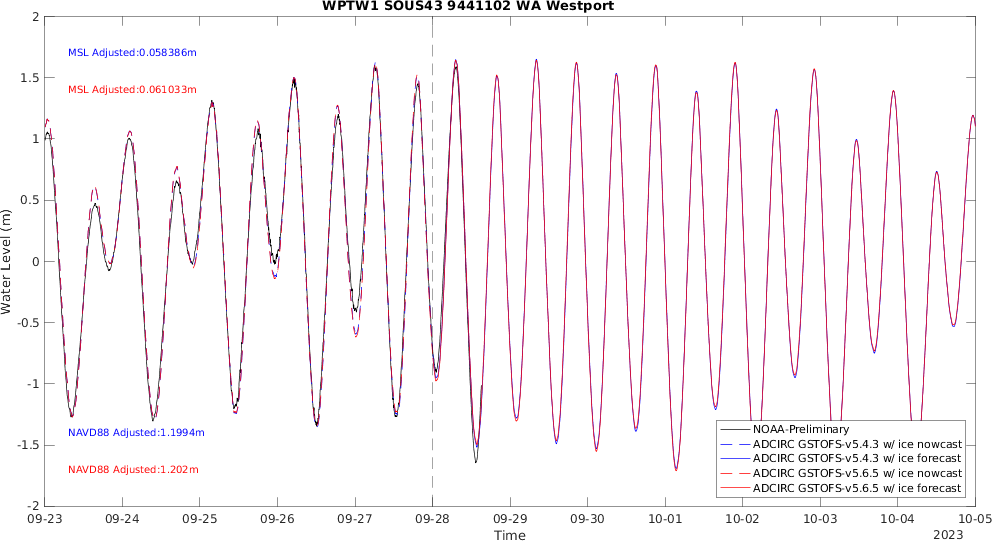 WPTW1 SOUS43 9441102 WA Westport
MSL Adjusted:0.058386m
MSL Adjusted:0.061033m
NAVD88 Adjusted:1.1994m
NAVD88 Adjusted:1.202m
Water Level (m)
2
1.5
1
0.5
0
-0.5
-1
-1.5
-2
NOAA-Preliminary
ADCIRC GSTOFS-v5.4.3 w/ ice nowcast
ADCIRC GSTOFS-v5.4.3 w/ ice forecast
ADCIRC GSTOFS-v5.6.5 w/ ice nowcast
ADCIRC GSTOFS-v5.6.5 w/ ice forecast
09-23 09-24 09-25 09-26 09-27 09-28 09-29 09-30 10-01 10-02 10-03 10-04 10-05
Time
2023